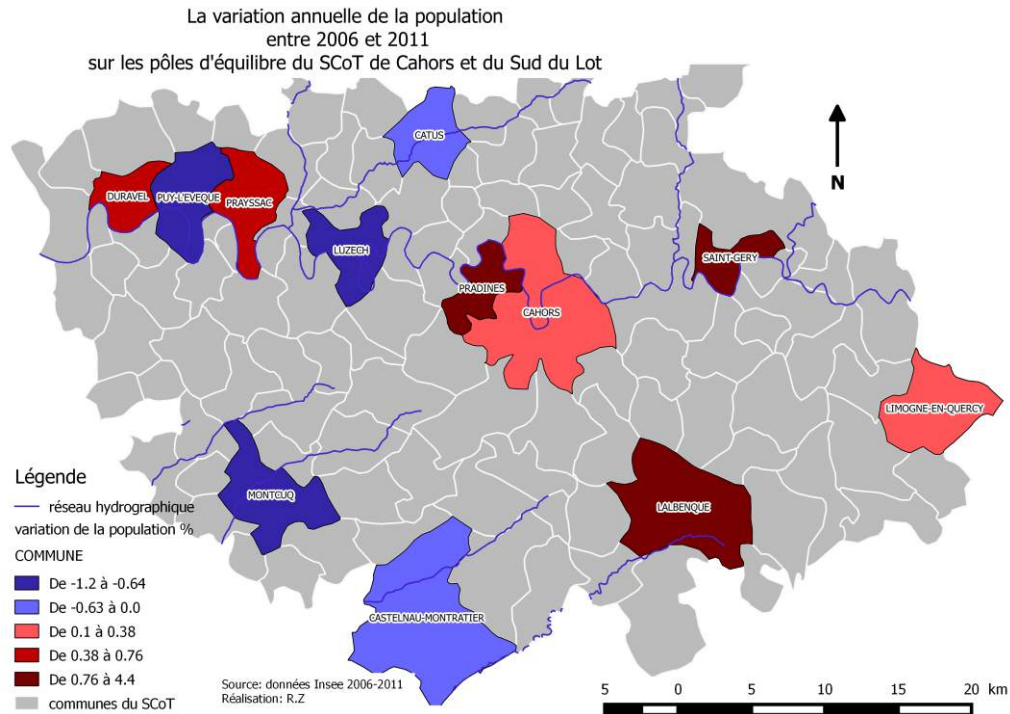 La variation annuelle de la population
entre 2006 et 2011
sur les pôles d'équilibre du SCoT de Cahors et du Sud du Lot
CATUS
N
DURAVEL
PUY-L'EVEQUE
PRAYSSAC
LUZECH
SAINT-GERY
PRADINES
CAHORS
LIMOGNE-EN-QUERCY
MONTCUQ
LALBENQUE
CASTELNAU-MONTRATIER
Légende
réseau hydrographique
variation de la population %
COMMUNE
De -1.2 à -0.64
De -0.63 à 0.0
De 0.1 à 0.38
De 0.38 à 0.76
De 0.76 à 4.4
communes du SCoT
Source: données Insee 2006-2011
Réalisation: R.Z
5 0 5 10 15 20 km